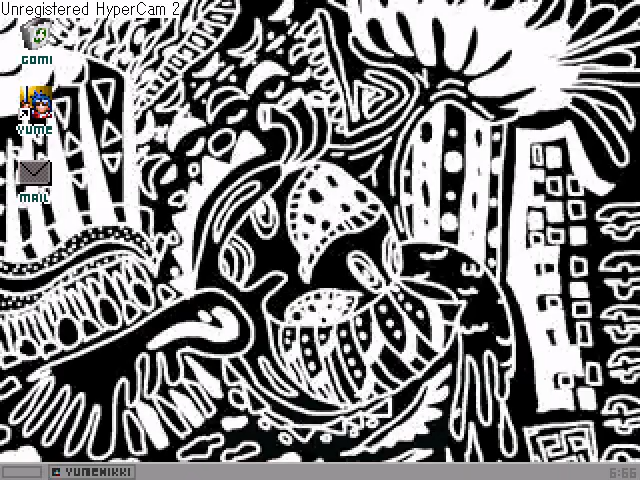 Unregistered HyperCam 2
GOMI
YUME
MAIL
YUMENIKKI
6:66